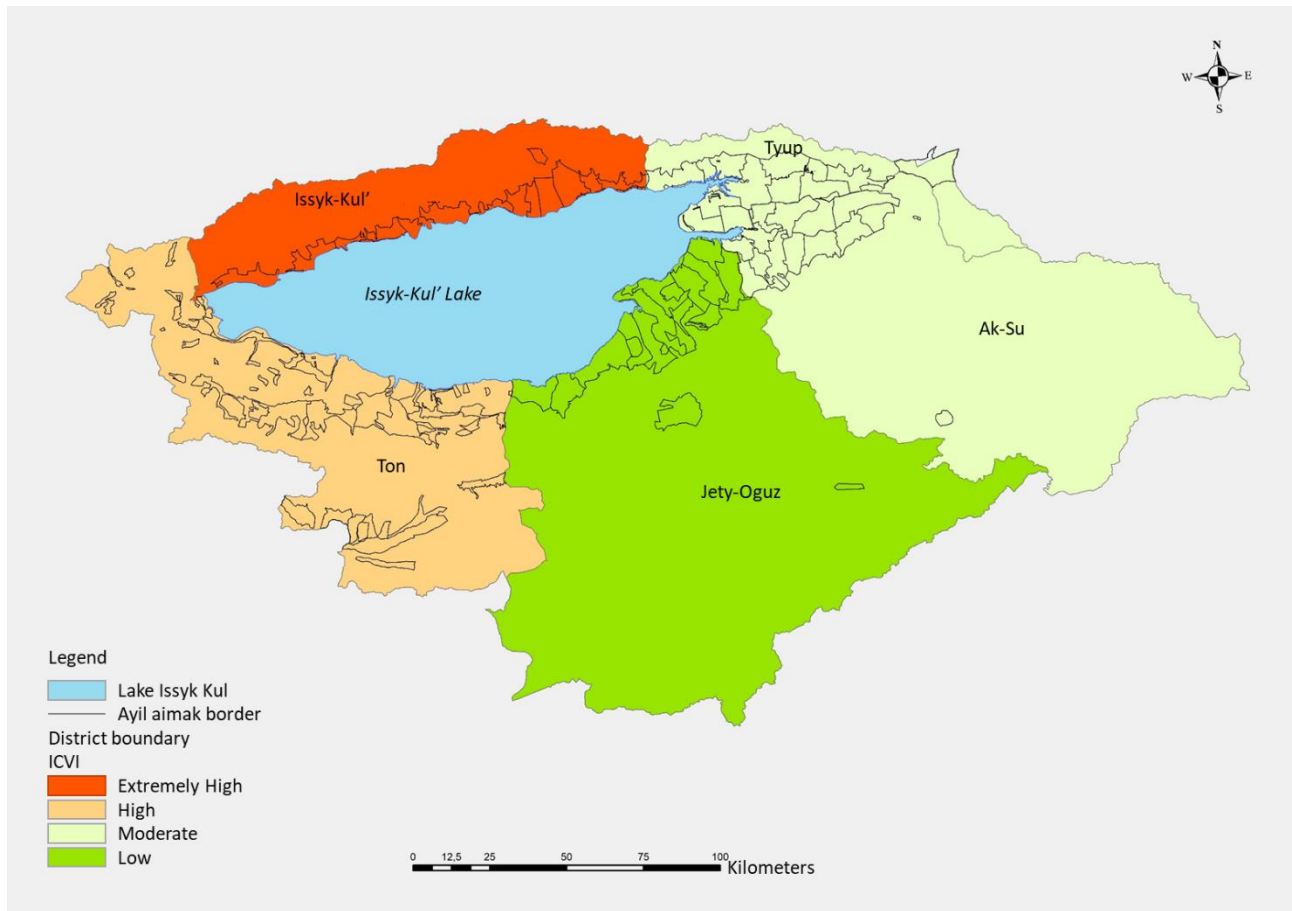 N
W E
S
Tyup
Issyk-Kul’
Issyk-Kul’ Lake
Ak-Su
Ton
Jety-Oguz
Legend
Lake Issyk Kul
Ayil aimak border
District boundary
ICVI
Extremely High
High
Moderate
Low
0 12,5 25 50 75 100
Kilometers